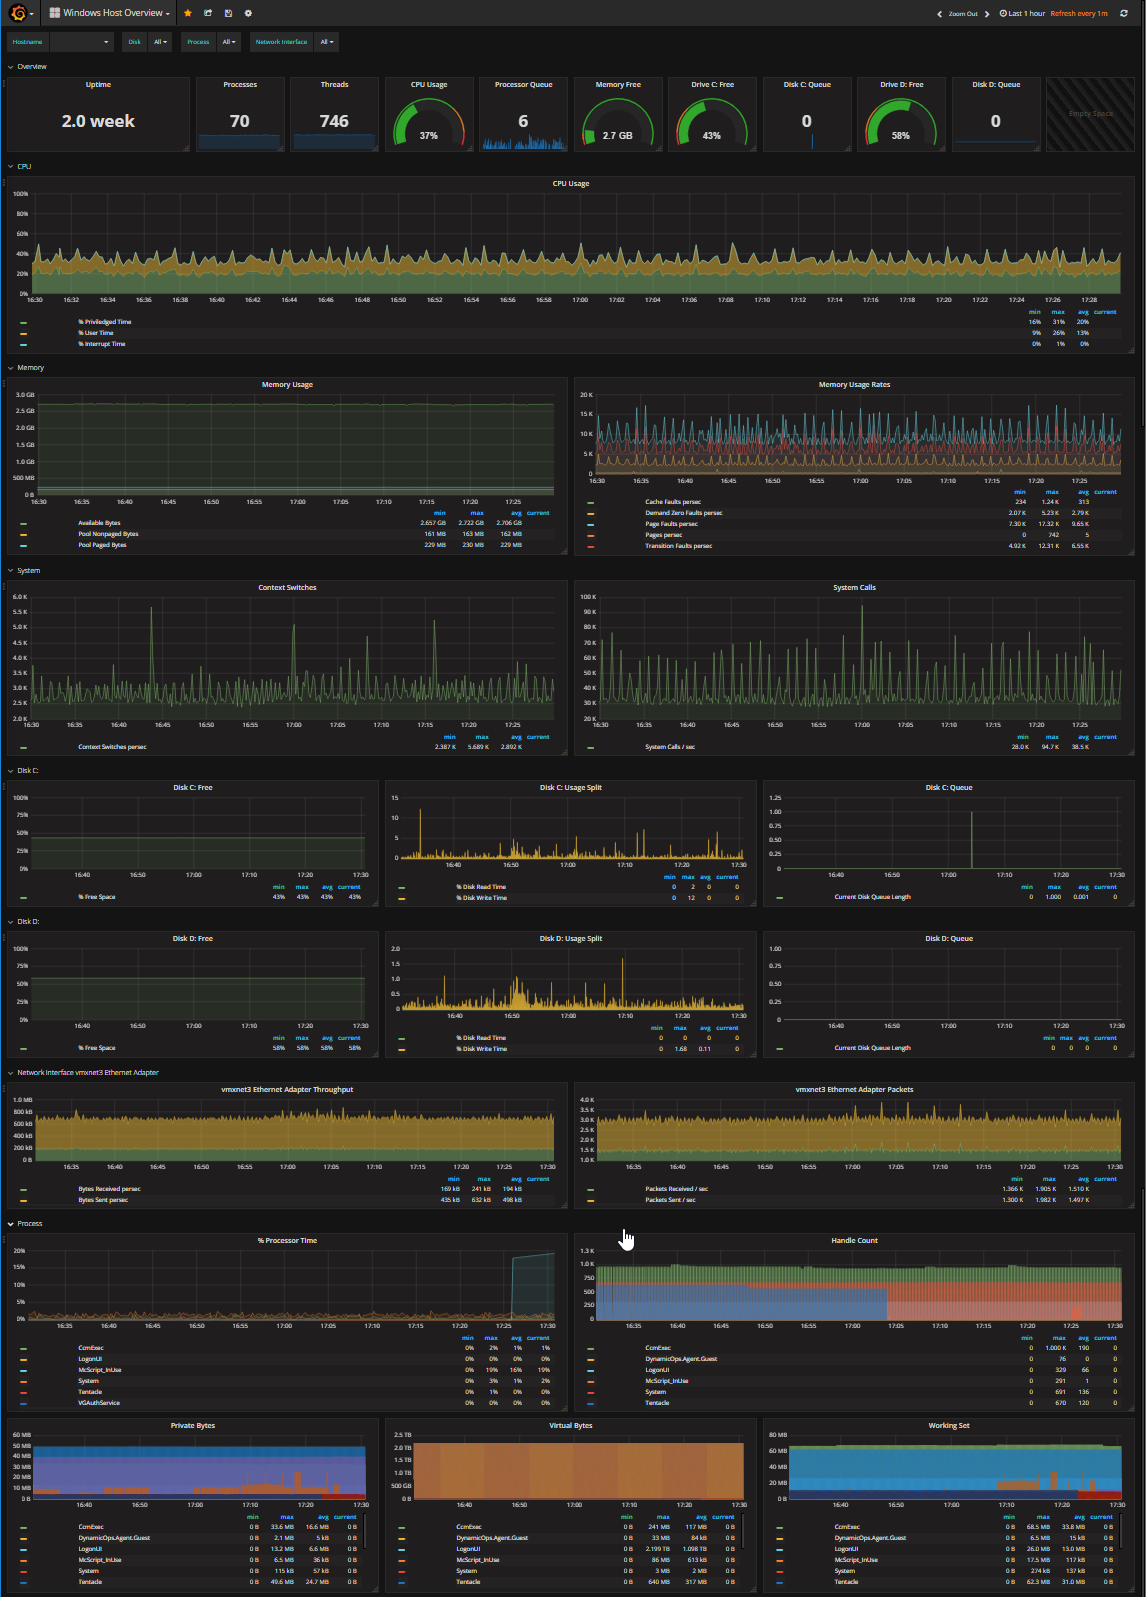 Windows Host Overview
Zoom Out Last 1 hour Refresh every 1m
Hostname Disk All Process All Network Interface All
Overview
Uptime Processes Threads CPU Usage Processor Queue Memory Free Drive C: Free Disk C: Queue Drive D: Free Disk D: Queue
2.0 week 70 746 37% 6 2.7 GB 43% 0 58% 0 Empty Space
CPU
CPU Usage
100%
80%
60%
40%
20%
0%
16:30 16:32 16:34 16:36 16:38 16:40 16:42 16:44 16:46 16:48 16:50 16:52 16:54 16:56 16:58 17:00 17:02 17:04 17:06 17:08 17:10 17:12 17:14 17:16 17:18 17:20 17:22 17:24 17:26 17:28
min max avg current
% Priviledged Time 16% 31% 20%
% User Time 9% 26% 13%
% Interrupt Time 0% 1% 0%
Memory
Memory Usage
3.0 GB
2.5 GB
2.0 GB
1.5 GB
1.0 GB
500 MB
0 B
16:30 16:35 16:40 16:45 16:50 16:55 17:00 17:05 17:10 17:15 17:20 17:25
min max avg current
Available Bytes 2.657 GB 2.722 GB 2.706 GB
Pool Nonpaged Bytes 161 MB 163 MB 162 MB
Pool Paged Bytes 229 MB 230 MB 229 MB
Memory Usage Rates
20 K
15 K
10 K
5 K
0
16:30 16:35 16:40 16:45 16:50 16:55 17:00 17:05 17:10 17:15 17:20 17:25
min max avg current
Cache Faults persec 234 1.24 K 313
Demand Zero Faults persec 2.07 K 5.23 K 2.79 K
Page Faults persec 7.30 K 17.32 K 9.65 K
Pages persec 0 742 5
Transition Faults persec 4.92 K 12.31 K 6.55 K
System
Context Switches
6.0 K
5.5 K
5.0 K
4.5 K
4.0 K
3.5 K
3.0 K
2.5 K
2.0 K
16:30 16:35 16:40 16:45 16:50 16:55 17:00 17:05 17:10 17:15 17:20 17:25
min max avg current
Context Switches persec 2.387 K 5.689 K 2.892 K
System Calls
100 K
90 K
80 K
70 K
60 K
50 K
40 K
30 K
20 K
16:30 16:35 16:40 16:45 16:50 16:55 17:00 17:05 17:10 17:15 17:20 17:25
min max avg current
System Calls / sec 28.0 K 94.7 K 38.5 K
Disk C:
Disk C: Free
100%
75%
50%
25%
0%
16:40 16:50 17:00 17:10 17:20 17:30
min max avg current
% Free Space 43% 43% 43% 43%
Disk C: Usage Split
15
10
5
0
16:40 16:50 17:00 17:10 17:20 17:30
min max avg current
% Disk Read Time 0 2 0 0
% Disk Write Time 0 12 0 0
Disk C: Queue
1.25
1.00
0.75
0.50
0.25
0
16:40 16:50 17:00 17:10 17:20 17:30
min max avg current
Current Disk Queue Length 0 1.000 0.001 0
Disk D:
Disk D: Free
100%
75%
50%
25%
0%
16:40 16:50 17:00 17:10 17:20 17:30
min max avg current
% Free Space 58% 58% 58% 58%
Disk D: Usage Split
2.0
1.5
1.0
0.5
0
16:40 16:50 17:00 17:10 17:20 17:30
min max avg current
% Disk Read Time 0 0 0 0
% Disk Write Time 0 1.68 0.11 0
Disk D: Queue
1.00
0.75
0.50
0.25
0
16:40 16:50 17:00 17:10 17:20 17:30
min max avg current
Current Disk Queue Length 0 0 0 0
Network Interface vmxnet3 Ethernet Adapter
vmxnet3 Ethernet Adapter Throughput
1.0 MB
800 kB
600 kB
400 kB
200 kB
0 B
16:35 16:40 16:45 16:50 16:55 17:00 17:05 17:10 17:15 17:20 17:25 17:30
min max avg current
Bytes Received persec 169 kB 241 kB 194 kB
Bytes Sent persec 435 kB 632 kB 498 kB
vmxnet3 Ethernet Adapter Packets
4.0 K
3.5 K
3.0 K
2.5 K
2.0 K
1.5 K
1.0 K
16:35 16:40 16:45 16:50 16:55 17:00 17:05 17:10 17:15 17:20 17:25 17:30
min max avg current
Packets Received / sec 1.366 K 1.905 K 1.510 K
Packets Sent / sec 1.300 K 1.982 K 1.497 K
Process
% Processor Time
20%
15%
10%
5%
0%
16:35 16:40 16:45 16:50 16:55 17:00 17:05 17:10 17:15 17:20 17:25 17:30
min max avg current
CcmExec 0% 2% 1% 1%
LogonUI 0% 0% 0% 0%
McScript_InUse 0% 19% 16% 19%
System 0% 3% 1% 2%
Tentacle 0% 1% 0% 0%
VGAuthService 0% 0% 0% 0%
Handle Count
1.3 K
1.0 K
750
500
250
0
16:35 16:40 16:45 16:50 16:55 17:00 17:05 17:10 17:15 17:20 17:25 17:30
min max avg current
CcmExec 0 1.000 K 190 0
DynamicOps.Agent.Guest 0 76 0 0
LogonUI 0 329 66 0
McScript_InUse 0 291 1 0
System 0 691 136 0
Tentacle 0 670 120 0
Private Bytes
60 MB
50 MB
40 MB
30 MB
20 MB
10 MB
0 B
16:40 16:50 17:00 17:10 17:20 17:30
min max avg current
CcmExec 0 B 33.6 MB 16.6 MB 0 B
DynamicOps.Agent.Guest 0 B 2.1 MB 5 kB 0 B
LogonUI 0 B 13.2 MB 6.6 MB 0 B
McScript_InUse 0 B 6.5 MB 36 kB 0 B
System 0 B 115 kB 57 kB 0 B
Tentacle 0 B 49.6 MB 24.7 MB 0 B
Virtual Bytes
2.5 TB
2.0 TB
1.5 TB
1.0 TB
500 GB
0 B
16:40 16:50 17:00 17:10 17:20 17:30
min max avg current
CcmExec 0 B 241 MB 117 MB 0 B
DynamicOps.Agent.Guest 0 B 33 MB 84 kB 0 B
LogonUI 0 B 2.199 TB 1.098 TB 0 B
McScript_InUse 0 B 86 MB 613 kB 0 B
System 0 B 3 MB 2 MB 0 B
Tentacle 0 B 640 MB 317 MB 0 B
Working Set
80 MB
60 MB
40 MB
20 MB
0 B
16:40 16:50 17:00 17:10 17:20 17:30
min max avg current
CcmExec 0 B 68.5 MB 33.8 MB 0 B
DynamicOps.Agent.Guest 0 B 6.5 MB 15 kB 0 B
LogonUI 0 B 26.0 MB 13.0 MB 0 B
McScript_InUse 0 B 17.5 MB 117 kB 0 B
System 0 B 274 kB 137 kB 0 B
Tentacle 0 B 62.3 MB 31.0 MB 0 B